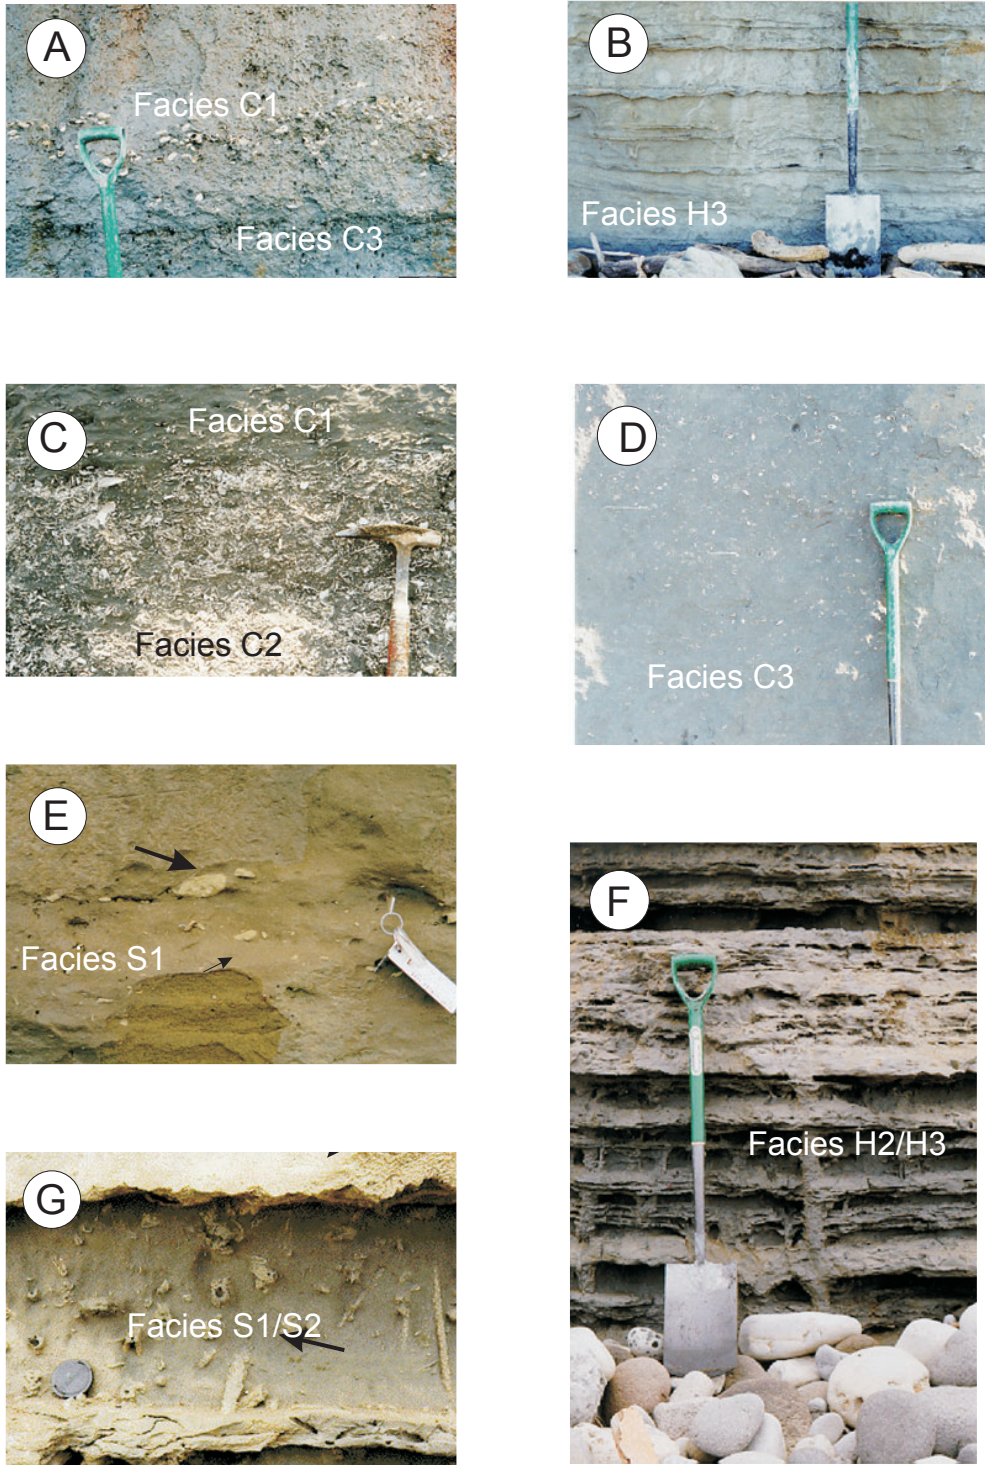 A
Facies C1
Facies C3
B
Facies H3
C
Facies C1
Facies C2
D
Facies C3
E
Facies S1
F
Facies H2/H3
G
Facies S1/S2